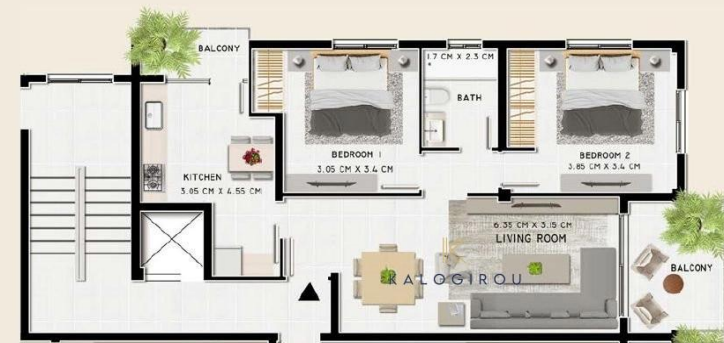 BALCONY
1.7 CM X 2.3 CM
BATH
BEDROOM 1
3.05 CM X 3.4 CM
BEDROOM 2
3.85 CM X 3.4 CM
KITCHEN
3.05 CM X 4.55 CM
6.35 CM X 3.15 CM
LIVING ROOM
BALCONY
KALOGIROU